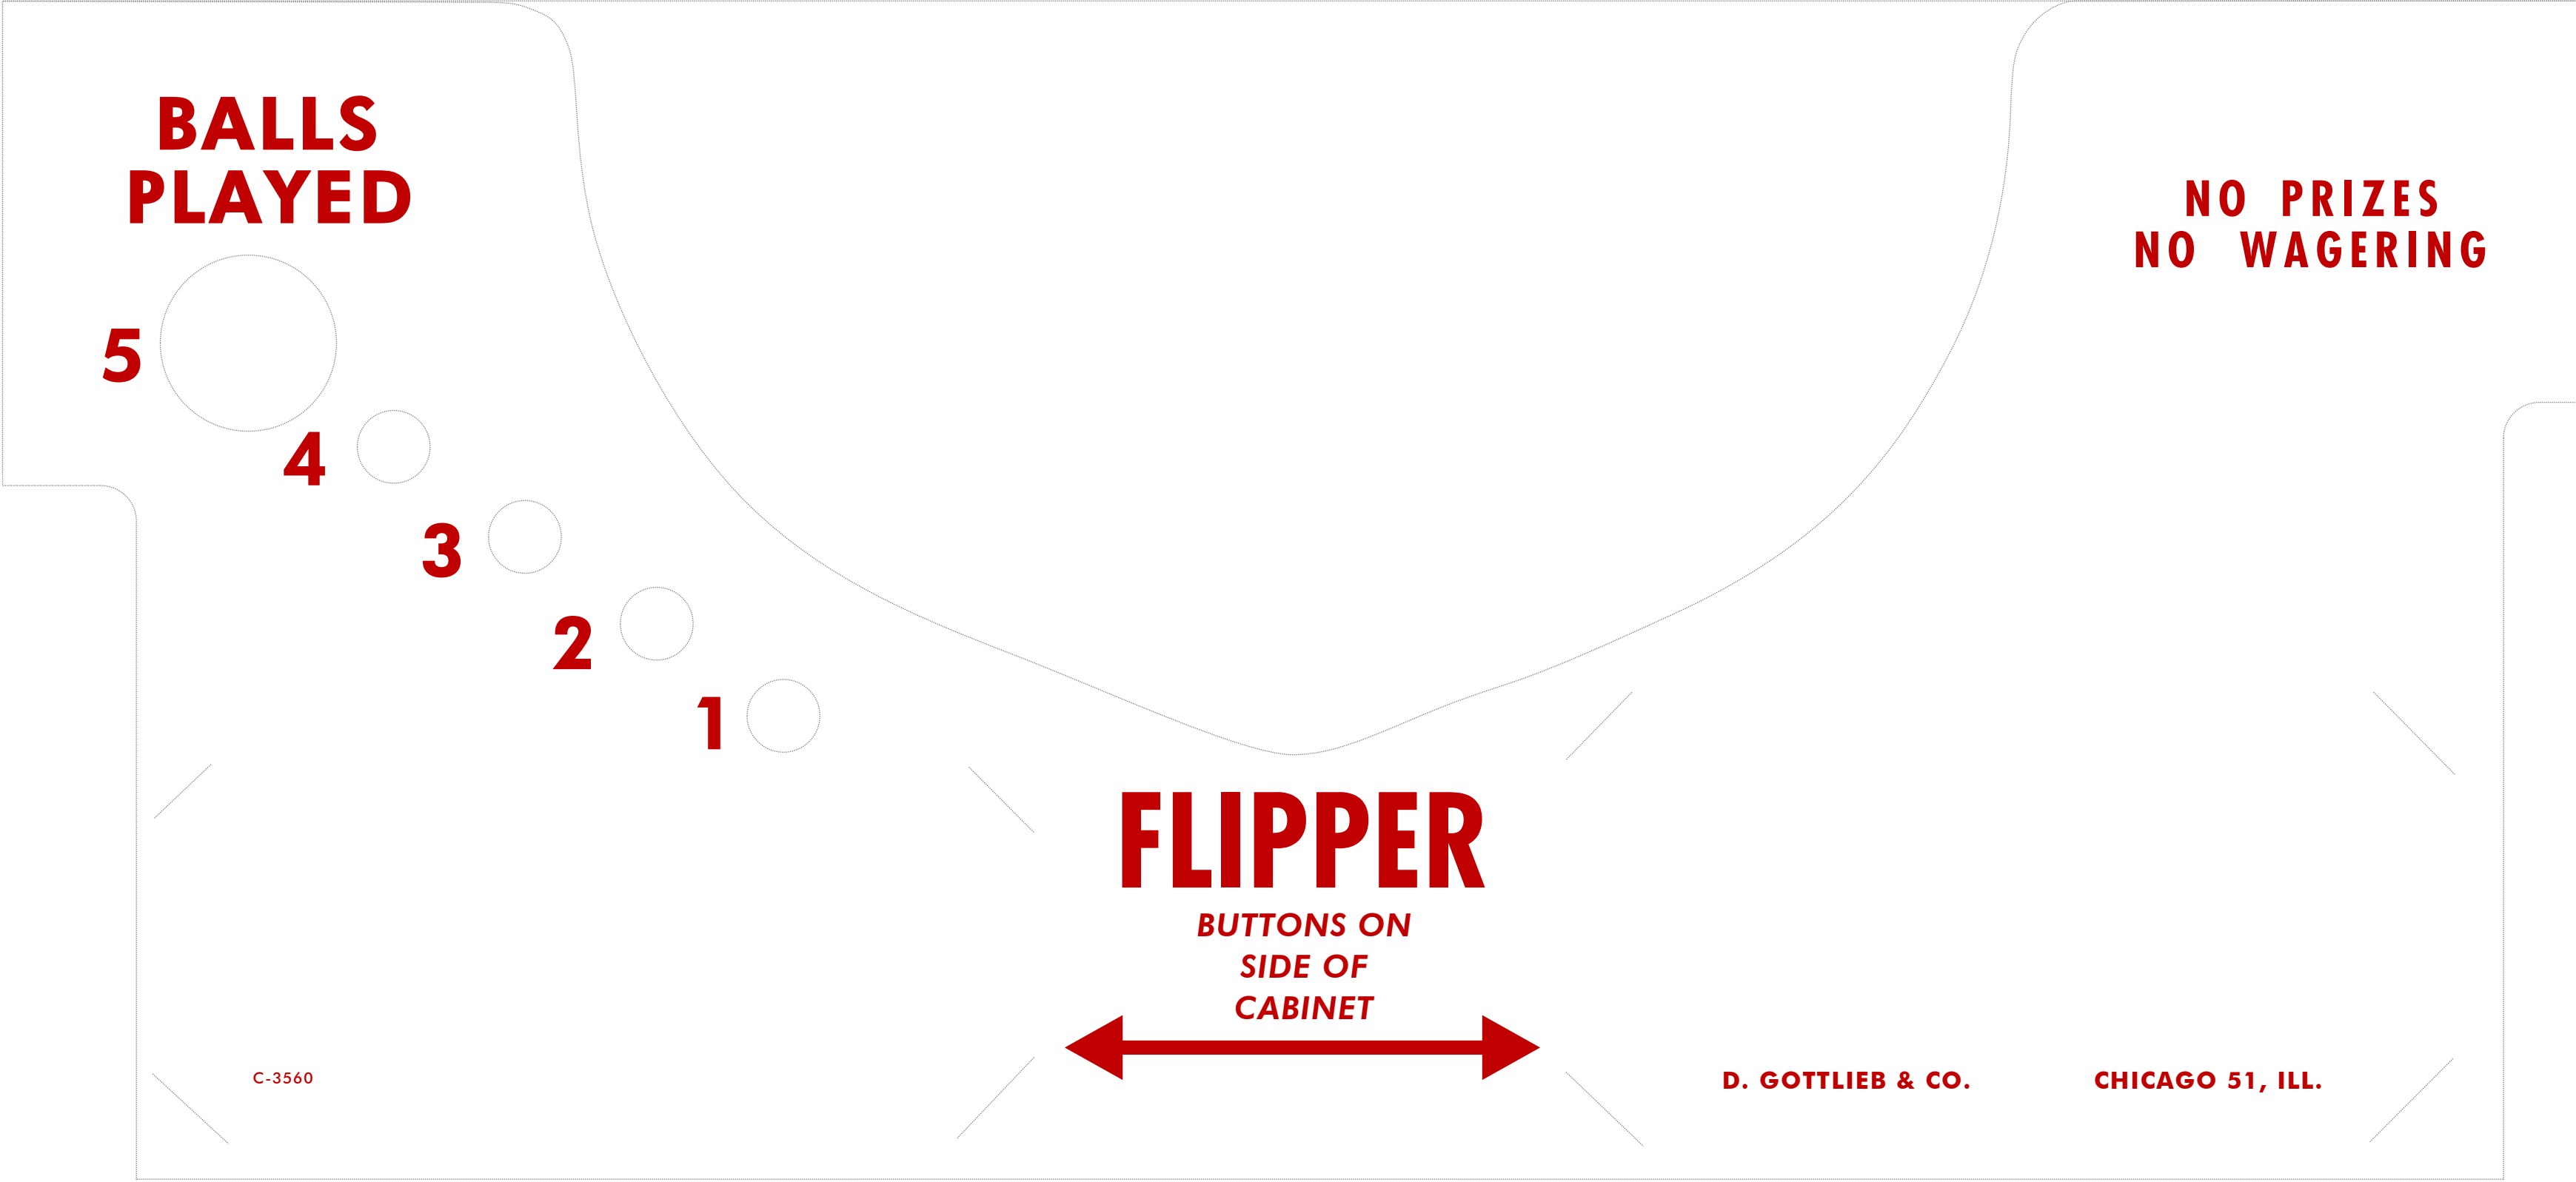 BALLS
PLAYED
5
4
3
2
1
NO PRIZES
NO WAGERING
FLIPPER
BUTTONS ON
SIDE OF
CABINET
C-3560
D. GOTTLIEB & CO. CHICAGO 51, ILL.